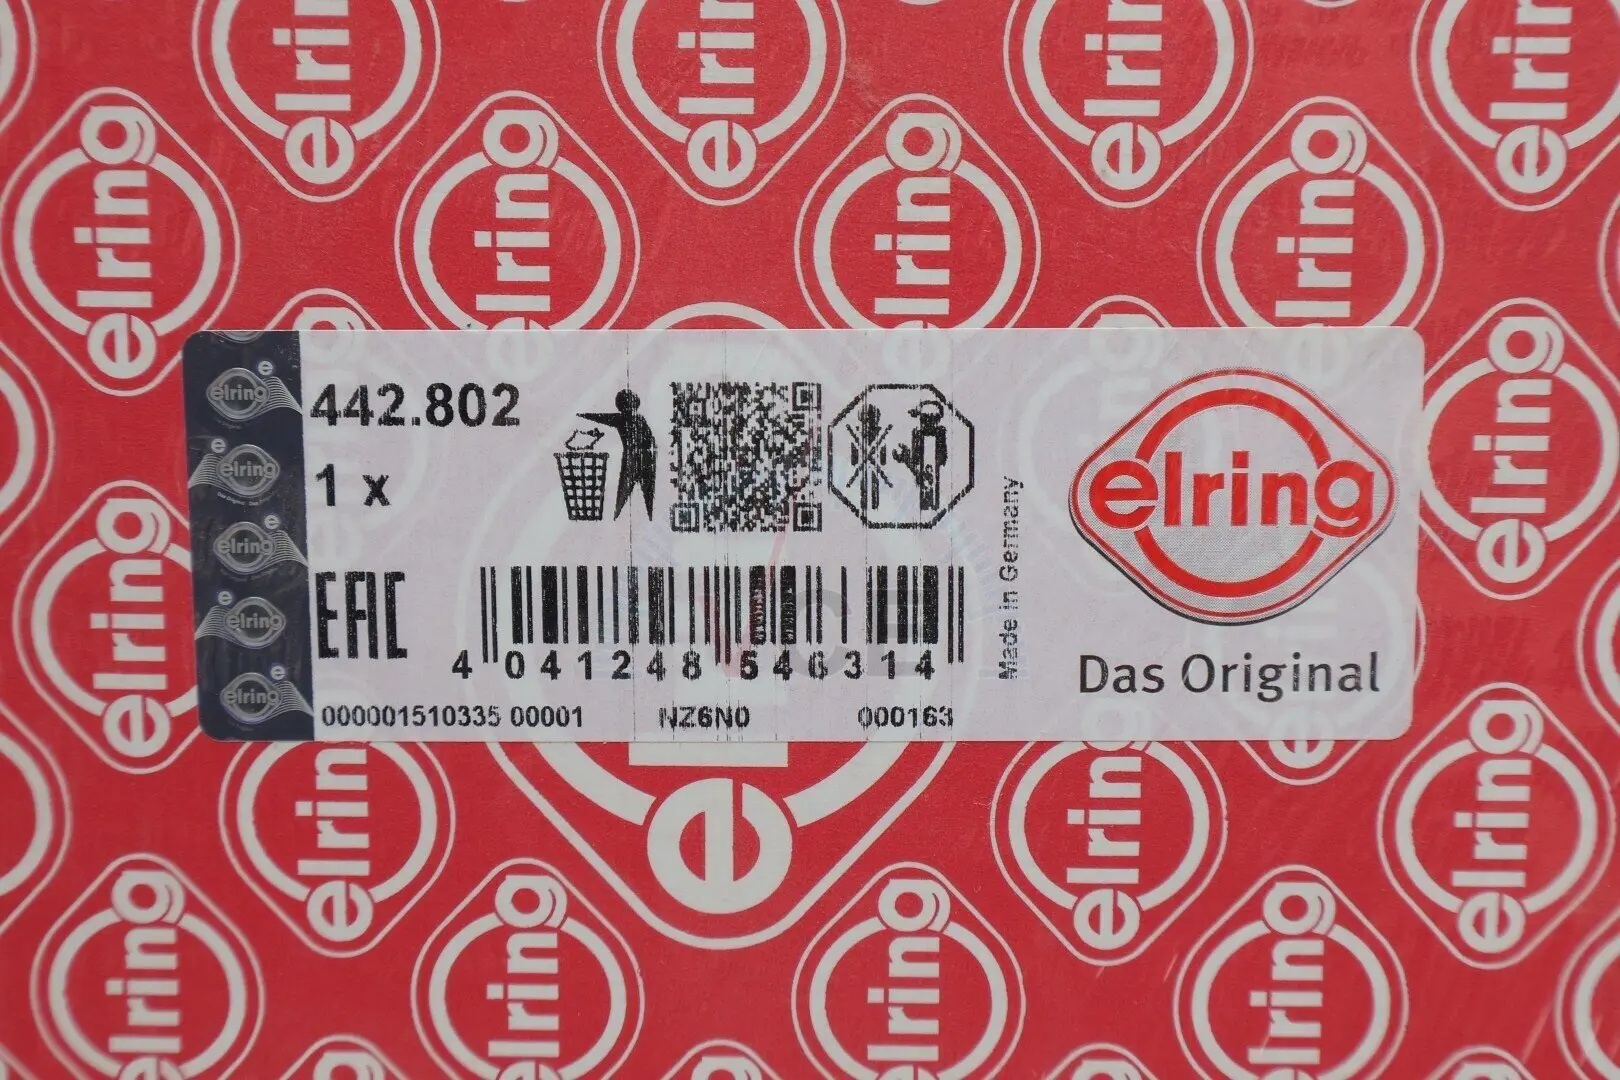 442.802
1 x
EAC
4 041248 546314
000001510335 00001 NZ6N0 000163
Made in Germany
elring
Das Original